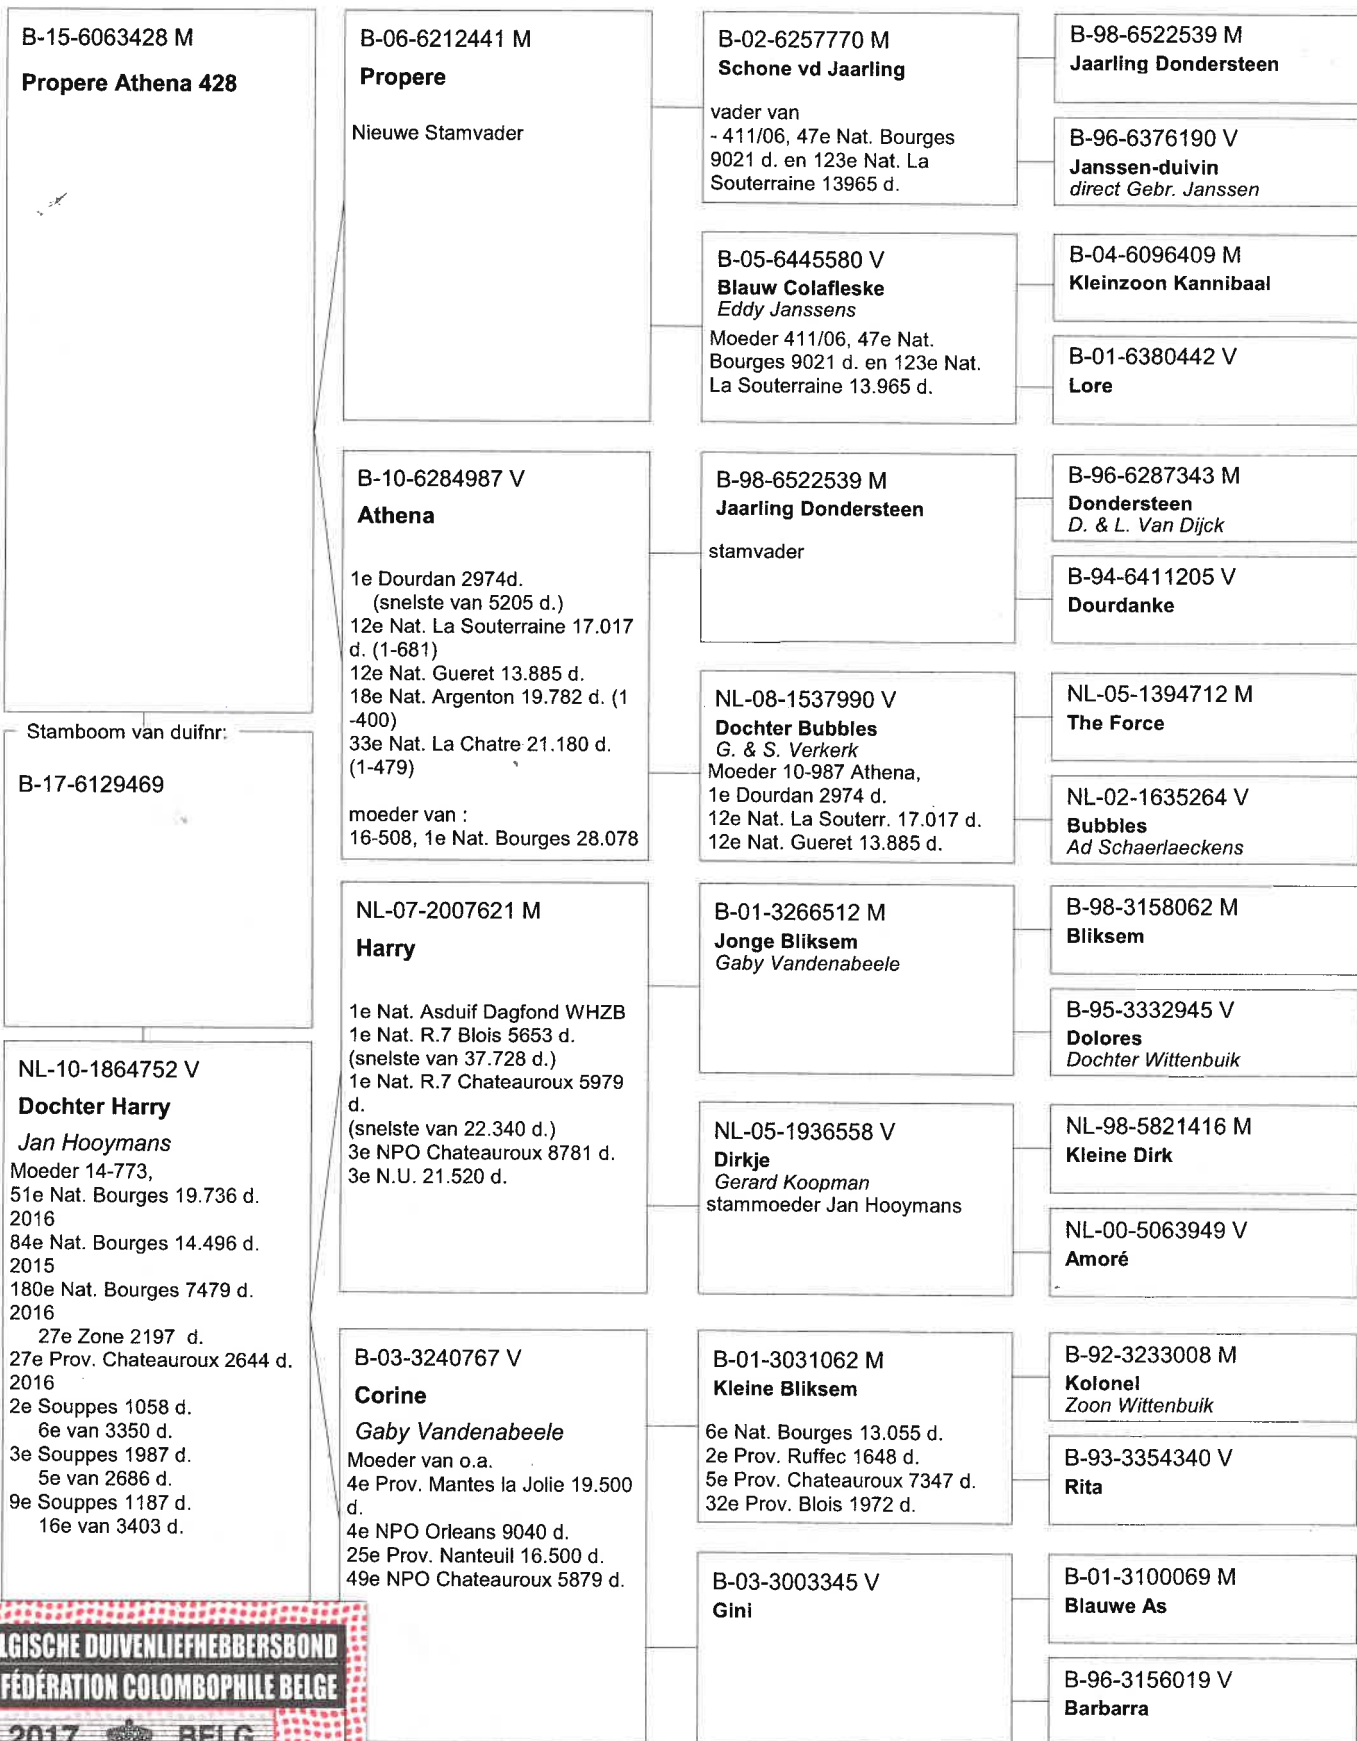 B-15-6063428 M
Propere Athena 428
Stamboom van duifnr:
B-17-6129469
NL-10-1864752 V
Dochter Harry
Jan Hooymans
Moeder 14-773,
51e Nat. Bourges 19.736 d.
2016
84e Nat. Bourges 14.496 d.
2015
180e Nat. Bourges 7479 d.
2016
27e Zone 2197 d.
27e Prov. Chateauroux 2644 d.
2016
2e Souppes 1058 d.
6e van 3350 d.
3e Souppes 1987 d.
5e van 2686 d.
9e Souppes 1187 d.
16e van 3403 d.
LGISCHE DUIVENLIEFHEBBERSBOND
FÉDÉRATION COLOMBOPHILE BELGE
2017 BELG
B-06-6212441 M
Propere
Nieuwe Stamvader
B-10-6284987 V
Athena
1e Dourdan 2974d.
(snelste van 5205 d.)
12e Nat. La Souterraine 17.017
d. (1-681)
12e Nat. Gueret 13.885 d.
18e Nat. Argenton 19.782 d. (1
-400)
33e Nat. La Chatre 21.180 d.
(1-479)
moeder van :
16-508, 1e Nat. Bourges 28.078
NL-07-2007621 M
Harry
1e Nat. Asduif Dagfond WHZB
1e Nat. R.7 Blois 5653 d.
(snelste van 37.728 d.)
1e Nat. R.7 Chateauroux 5979
d.
(snelste van 22.340 d.)
3e NPO Chateauroux 8781 d.
3e N.U. 21.520 d.
B-03-3240767 V
Corine
Gaby Vandenabeele
Moeder van o.a.
4e Prov. Mantes la Jolie 19.500
d.
4e NPO Orleans 9040 d.
25e Prov. Nanteuil 16.500 d.
49e NPO Chateauroux 5879 d.
B-02-6257770 M
Schone vd Jaarling
vader van
- 411/06, 47e Nat. Bourges
9021 d. en 123e Nat. La
Souterraine 13965 d.
B-05-6445580 V
Blauw Colafleske
Eddy Janssens
Moeder 411/06, 47e Nat.
Bourges 9021 d. en 123e Nat.
La Souterraine 13.965 d.
B-98-6522539 M
Jaarling Dondersteen
stamvader
NL-08-1537990 V
Dochter Bubbles
G. & S. Verkerk
Moeder 10-987 Athena,
1e Dourdan 2974 d.
12e Nat. La Souterr. 17.017 d.
12e Nat. Gueret 13.885 d.
B-01-3266512 M
Jonge Bliksem
Gaby Vandenabeele
NL-05-1936558 V
Dirkje
Gerard Koopman
stammoeder Jan Hooymans
B-01-3031062 M
Kleine Bliksem
6e Nat. Bourges 13.055 d.
2e Prov. Ruffec 1648 d.
5e Prov. Chateauroux 7347 d.
32e Prov. Blois 1972 d.
B-03-3003345 V
Gini
B-98-6522539 M
Jaarling Dondersteen
B-96-6376190 V
Janssen-duivin
direct Gebr. Janssen
B-04-6096409 M
Kleinzoon Kannibaal
B-01-6380442 V
Lore
B-96-6287343 M
Dondersteen
D. & L. Van Dijck
B-94-6411205 V
Dourdanke
NL-05-1394712 M
The Force
NL-02-1635264 V
Bubbles
Ad Schaerlaeckens
B-98-3158062 M
Bliksem
B-95-3332945 V
Dolores
Dochter Wittenbuik
NL-98-5821416 M
Kleine Dirk
NL-00-5063949 V
Amoré
B-92-3233008 M
Kolonel
Zoon Wittenbuik
B-93-3354340 V
Rita
B-01-3100069 M
Blauwe As
B-96-3156019 V
Barbarra